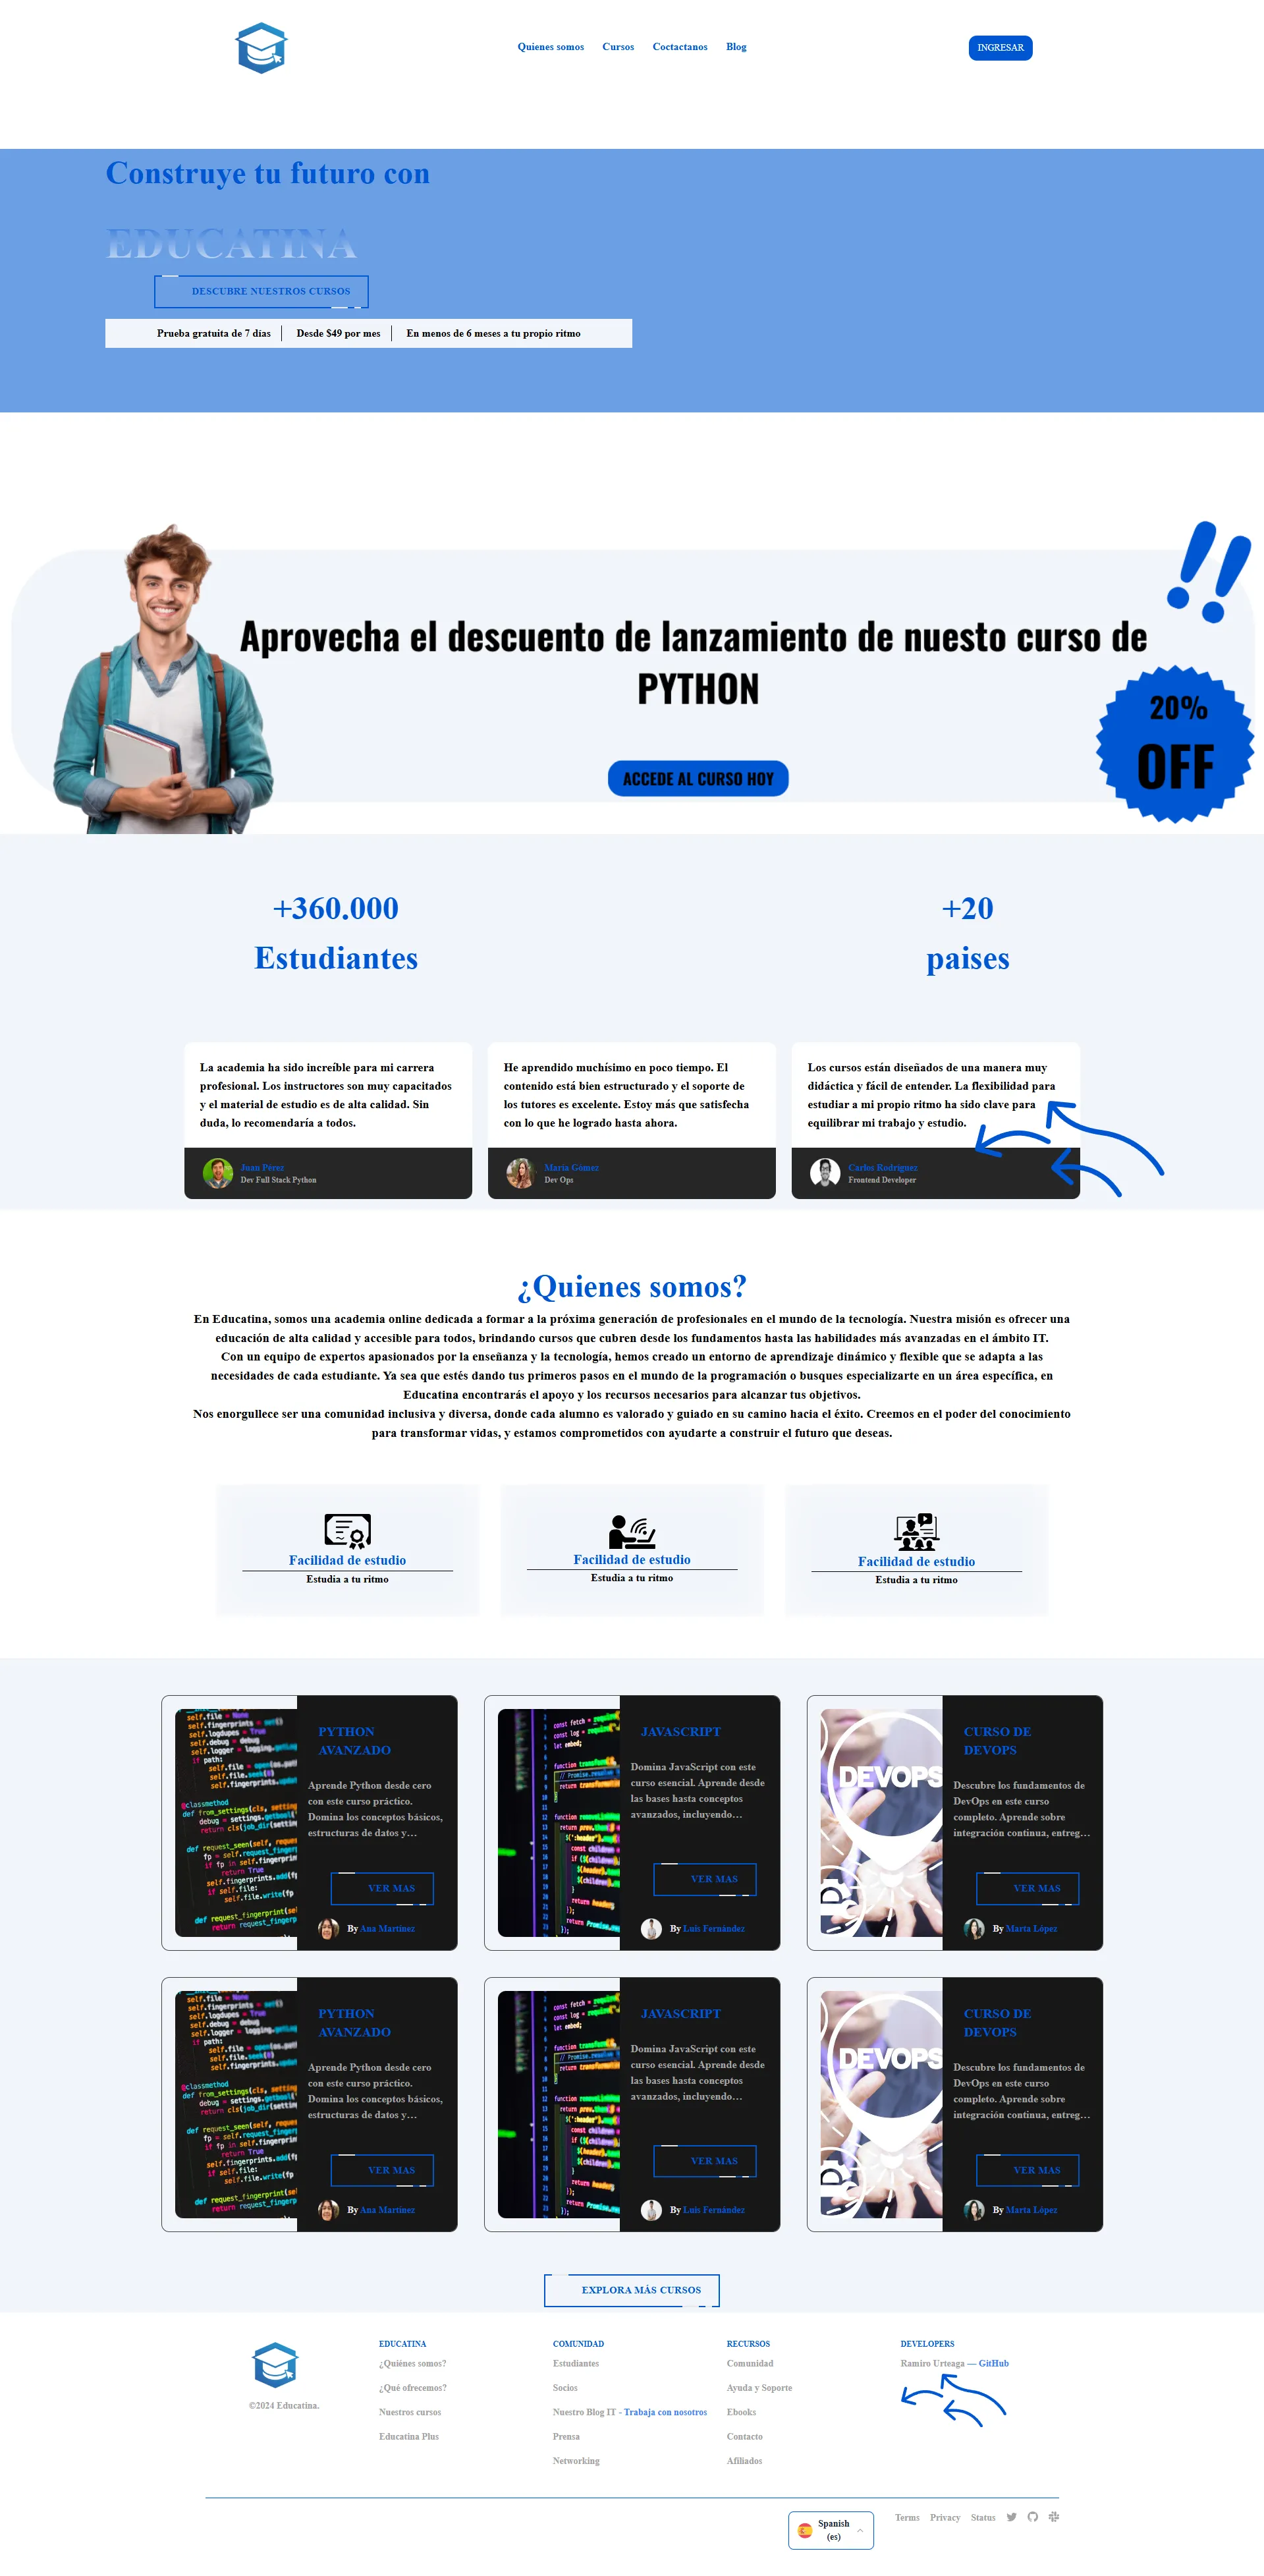 Quienes somos Cursos Coctactanos Blog INGRESAR
Construye tu futuro con
EDUCATINA
DESCUBRE NUESTROS CURSOS
Prueba gratuita de 7 dias Desde $49 por mes En menos de 6 meses a tu propio ritmo
Aprovecha el descuento de lanzamiento de nuesto curso de
PYTHON
20%
OFF
ACCEDE AL CURSO HOY
+360.000
Estudiantes
+20
paises
La academia ha sido increíble para mi carrera
profesional. Los instructores son muy capacitados
y el material de estudio es de alta calidad. Sin
duda, lo recomendaría a todos.
Juan Pérez
Dev Full Stack Python
He aprendido muchísimo en poco tiempo. El
contenido está bien estructurado y el soporte de
los tutores es excelente. Estoy más que satisfecha
con lo que he logrado hasta ahora.
María Gómez
Dev Ops
Los cursos están diseñados de una manera muy
didáctica y fácil de entender. La flexibilidad para
estudiar a mi propio ritmo ha sido clave para
equilibrar mi trabajo y estudio.
Carlos Rodríguez
Frontend Developer
¿Quienes somos?
En Educatina, somos una academia online dedicada a formar a la próxima generación de profesionales en el mundo de la tecnología. Nuestra misión es ofrecer una
educación de alta calidad y accesible para todos, brindando cursos que cubren desde los fundamentos hasta las habilidades más avanzadas en el ámbito IT.
Con un equipo de expertos apasionados por la enseñanza y la tecnología, hemos creado un entorno de aprendizaje dinámico y flexible que se adapta a las
necesidades de cada estudiante. Ya sea que estés dando tus primeros pasos en el mundo de la programación o busques especializarte en un área específica, en
Educatina encontrarás el apoyo y los recursos necesarios para alcanzar tus objetivos.
Nos enorgullece ser una comunidad inclusiva y diversa, donde cada alumno es valorado y guiado en su camino hacia el éxito. Creemos en el poder del conocimiento
para transformar vidas, y estamos comprometidos con ayudarte a construir el futuro que deseas.
Facilidad de estudio
Estudia a tu ritmo
Facilidad de estudio
Estudia a tu ritmo
Facilidad de estudio
Estudia a tu ritmo
PYTHON
AVANZADO
Aprende Python desde cero
con este curso práctico.
Domina los conceptos básicos,
estructuras de datos y…
VER MAS
By Ana Martínez
JAVASCRIPT
Domina JavaScript con este
curso esencial. Aprende desde
las bases hasta conceptos
avanzados, incluyendo…
VER MAS
By Luis Fernández
DEVOPS
CURSO DE
DEVOPS
Descubre los fundamentos de
DevOps en este curso
completo. Aprende sobre
integración continua, entreg…
VER MAS
By Marta López
PYTHON
AVANZADO
Aprende Python desde cero
con este curso práctico.
Domina los conceptos básicos,
estructuras de datos y…
VER MAS
By Ana Martínez
JAVASCRIPT
Domina JavaScript con este
curso esencial. Aprende desde
las bases hasta conceptos
avanzados, incluyendo…
VER MAS
By Luis Fernández
DEVOPS
CURSO DE
DEVOPS
Descubre los fundamentos de
DevOps en este curso
completo. Aprende sobre
integración continua, entreg…
VER MAS
By Marta López
EXPLORA MÁS CURSOS
©2024 Educatina.
EDUCATINA
¿Quiénes somos?
¿Qué ofrecemos?
Nuestros cursos
Educatina Plus
COMUNIDAD
Estudiantes
Socios
Nuestro Blog IT - Trabaja con nosotros
Prensa
Networking
RECURSOS
Comunidad
Ayuda y Soporte
Ebooks
Contacto
Afiliados
DEVELOPERS
Ramiro Urteaga — GitHub
Spanish
(es)
Terms Privacy Status